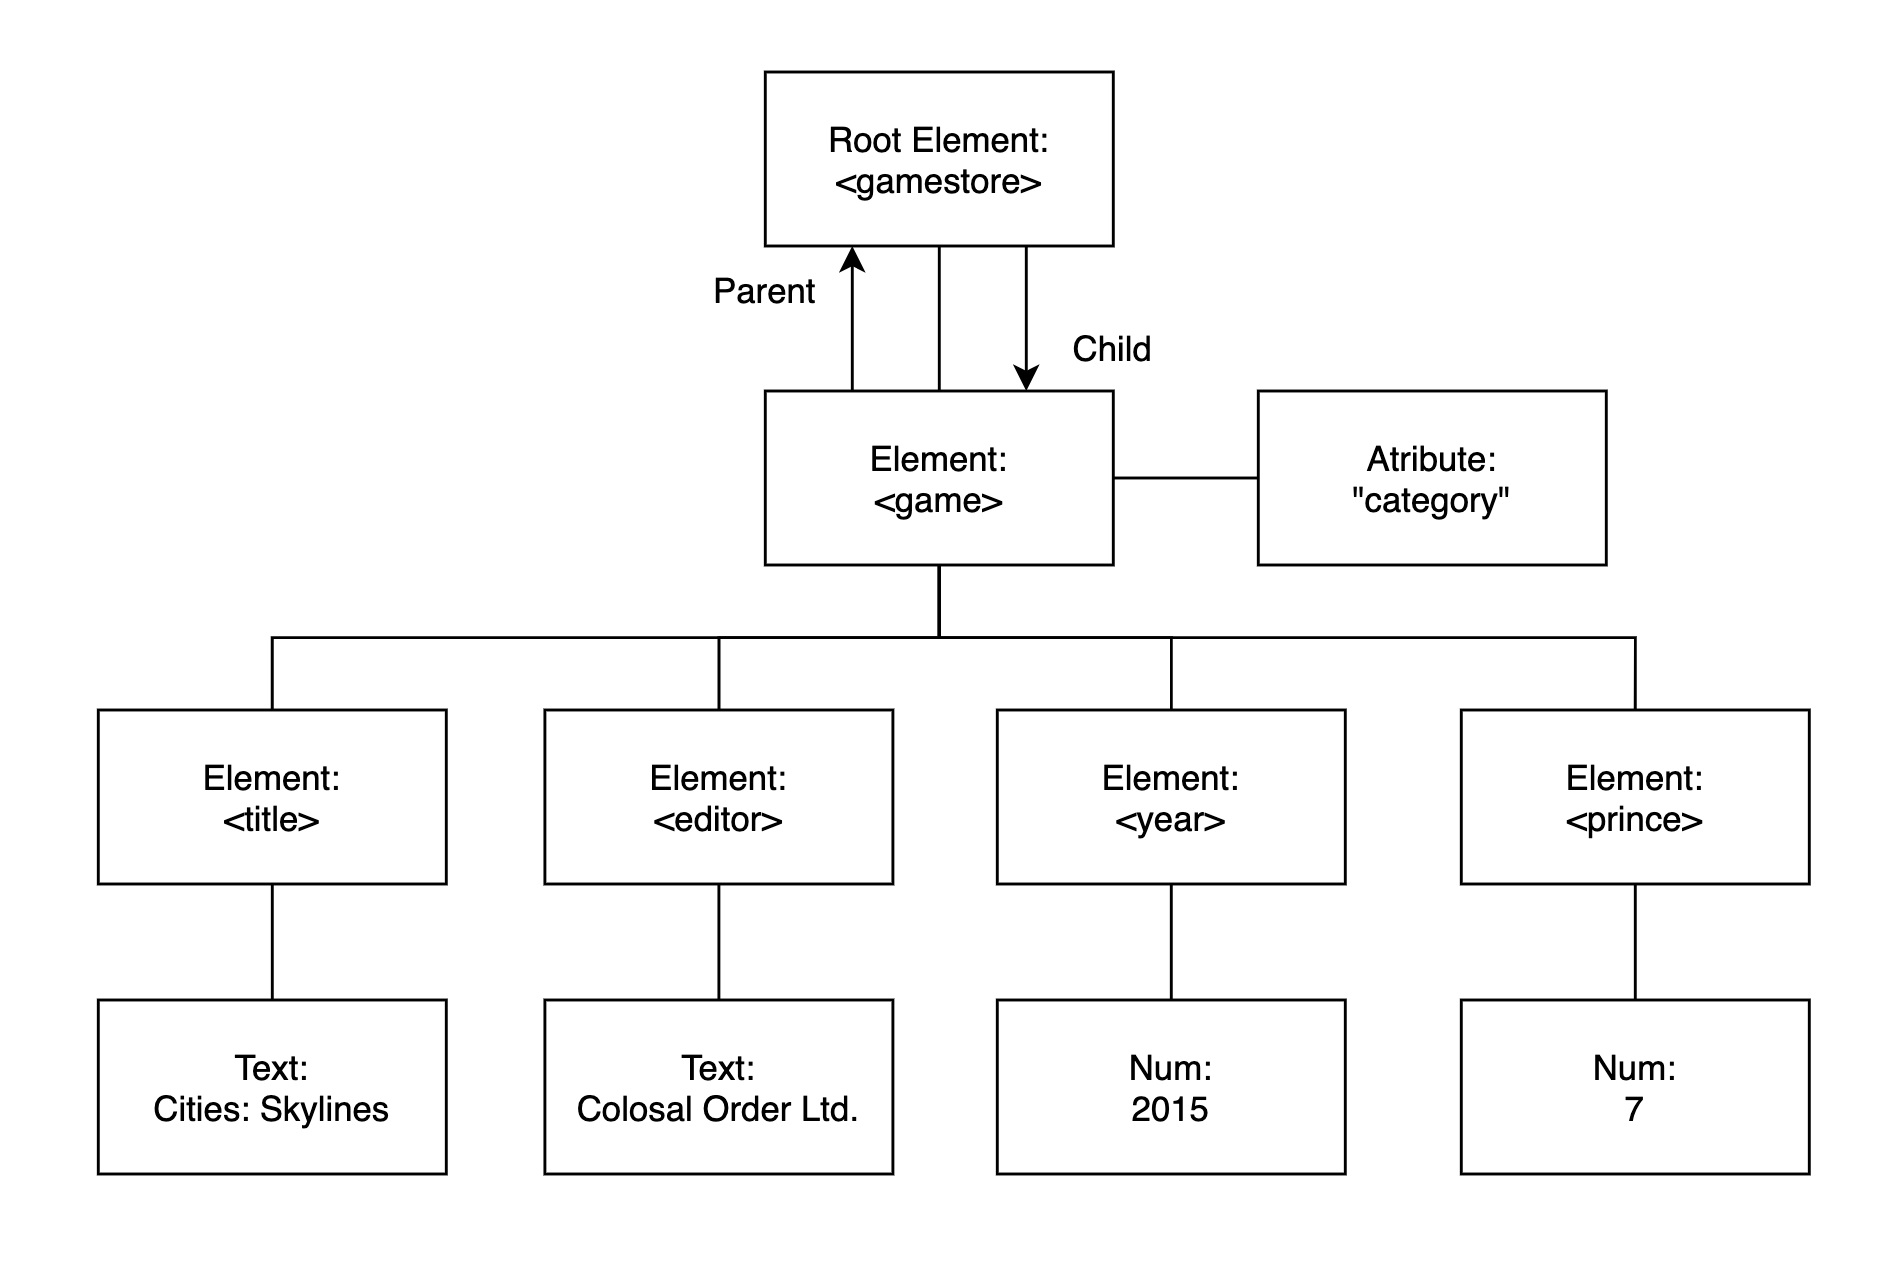 Root Element:
<gamestore>
Parent
Child
Element:
<game>
Atribute:
"category"
Element:
<title>
Element:
<editor>
Element:
<year>
Element:
<prince>
Text:
Cities: Skylines
Text:
Colosal Order Ltd.
Num:
2015
Num:
7